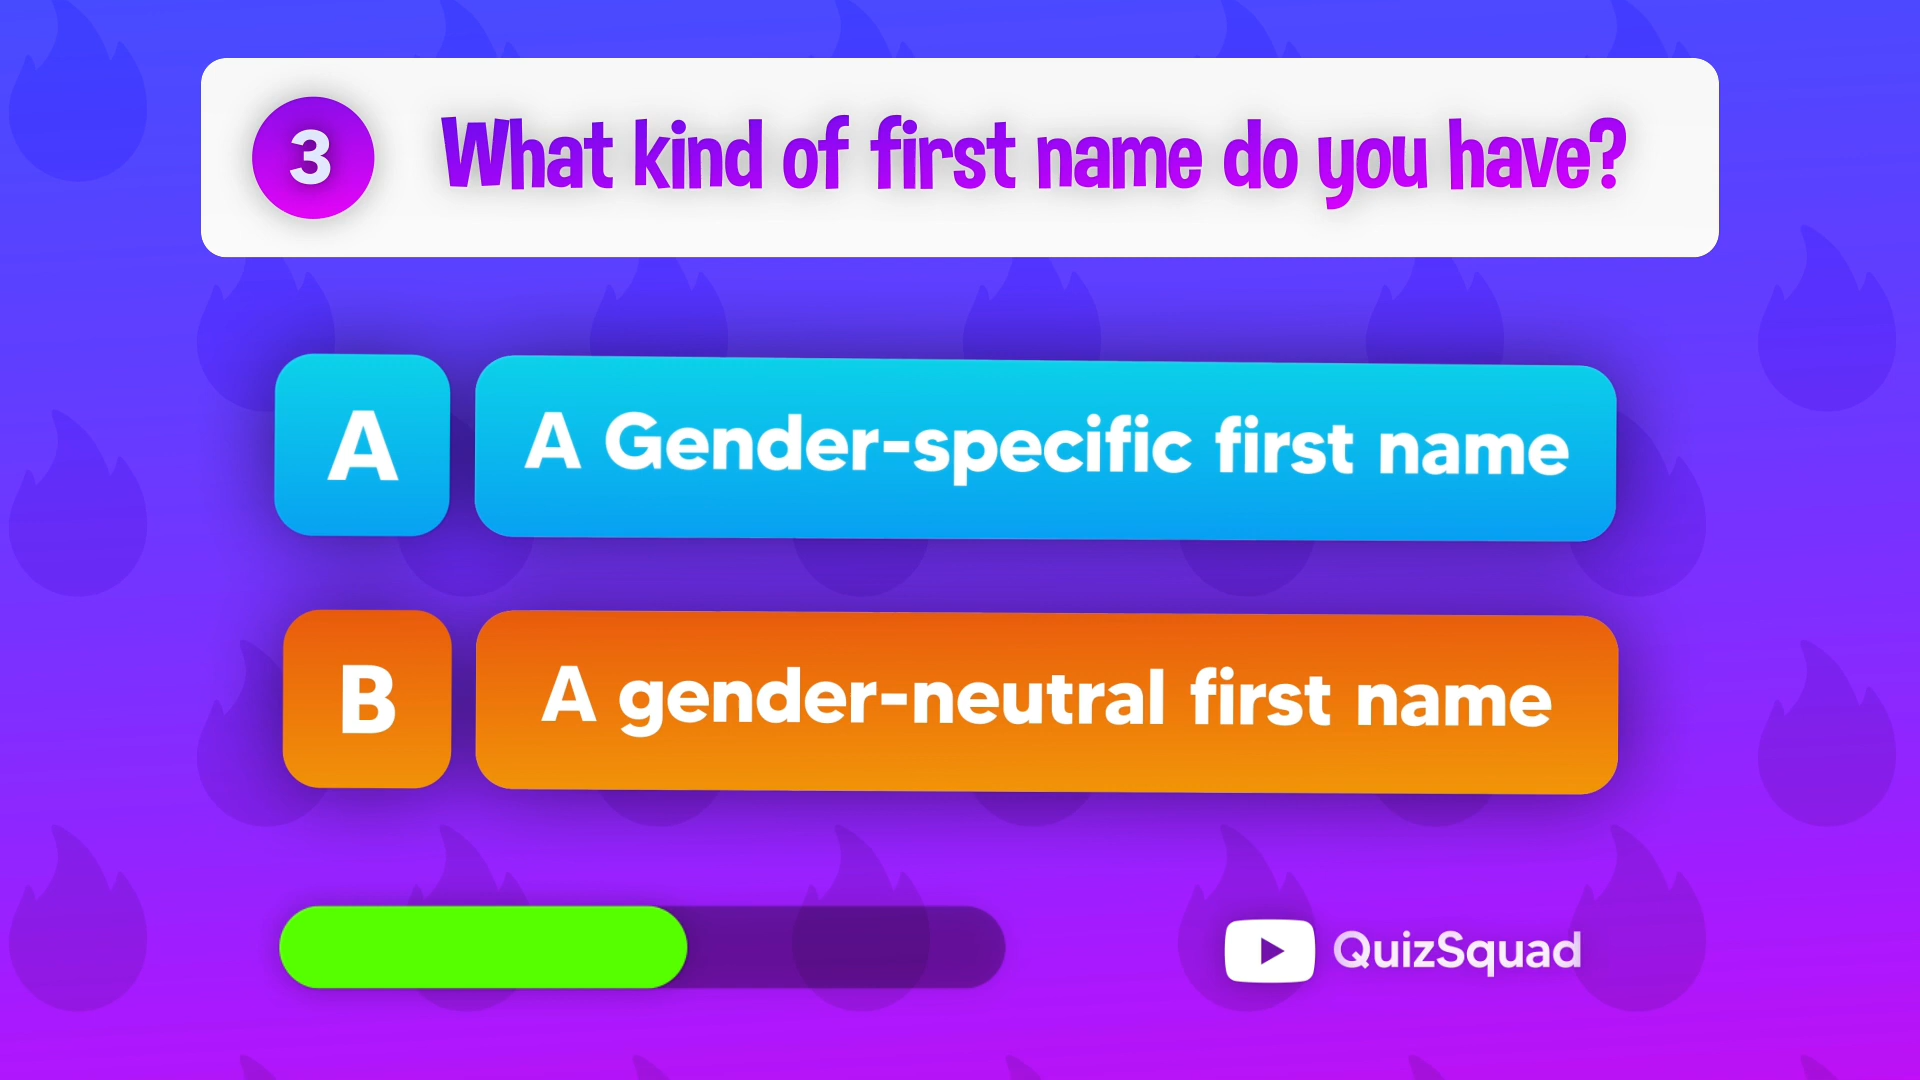 3 What kind of first name do you have?
A A Gender-specific first name
B A gender-neutral first name
QuizSquad